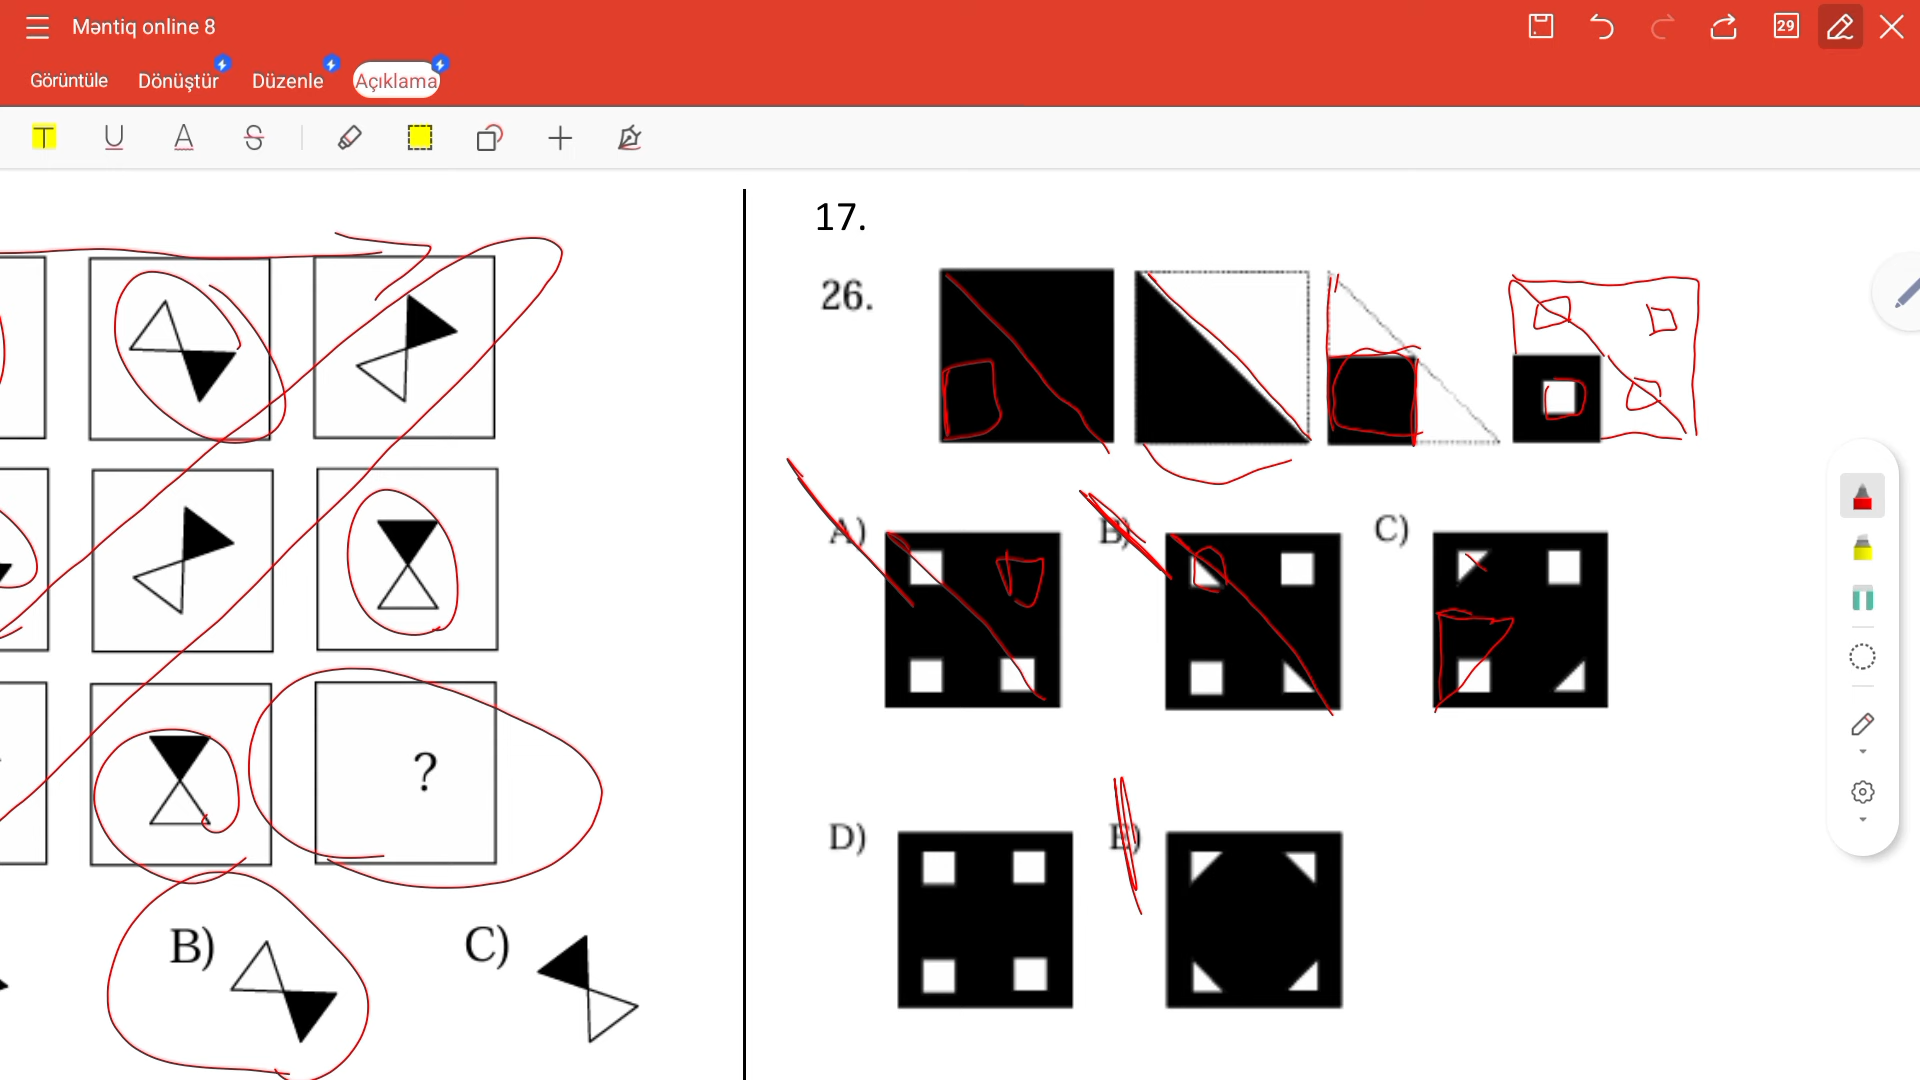 Məntiq online 8
29
Görüntüle
Dönüştür
Düzenle
Açıklama
T U A S
17.
26.
A)
B)
C)
D)
E)
?
B)
C)